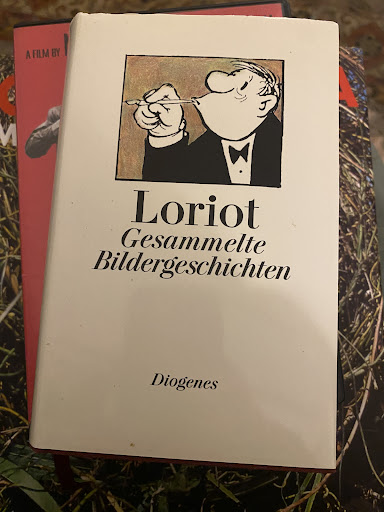 A FILM BY
Loriot
Gesammelte
Bildergeschichten
Diogenes